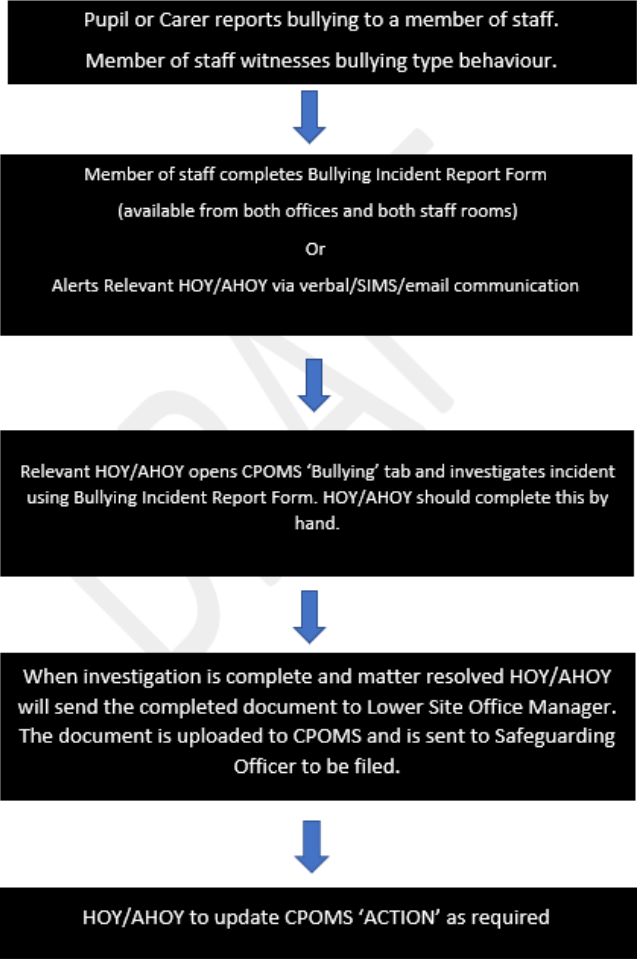 Pupil or Carer reports bullying to a member of staff.
Member of staff witnesses bullying type behaviour.
Member of staff completes Bullying Incident Report Form
(available from both offices and both staff rooms)
Or
Alerts Relevant HOY/AHOY via verbal/SIMS/email communication
Relevant HOY/AHOY opens CPOMS ‘Bullying’ tab and investigates incident
using Bullying Incident Report Form. HOY/AHOY should complete this by
hand.
When investigation is complete and matter resolved HOY/AHOY
will send the completed document to Lower Site Office Manager.
The document is uploaded to CPOMS and is sent to Safeguarding
Officer to be filed.
HOY/AHOY to update CPOMS ‘ACTION’ as required